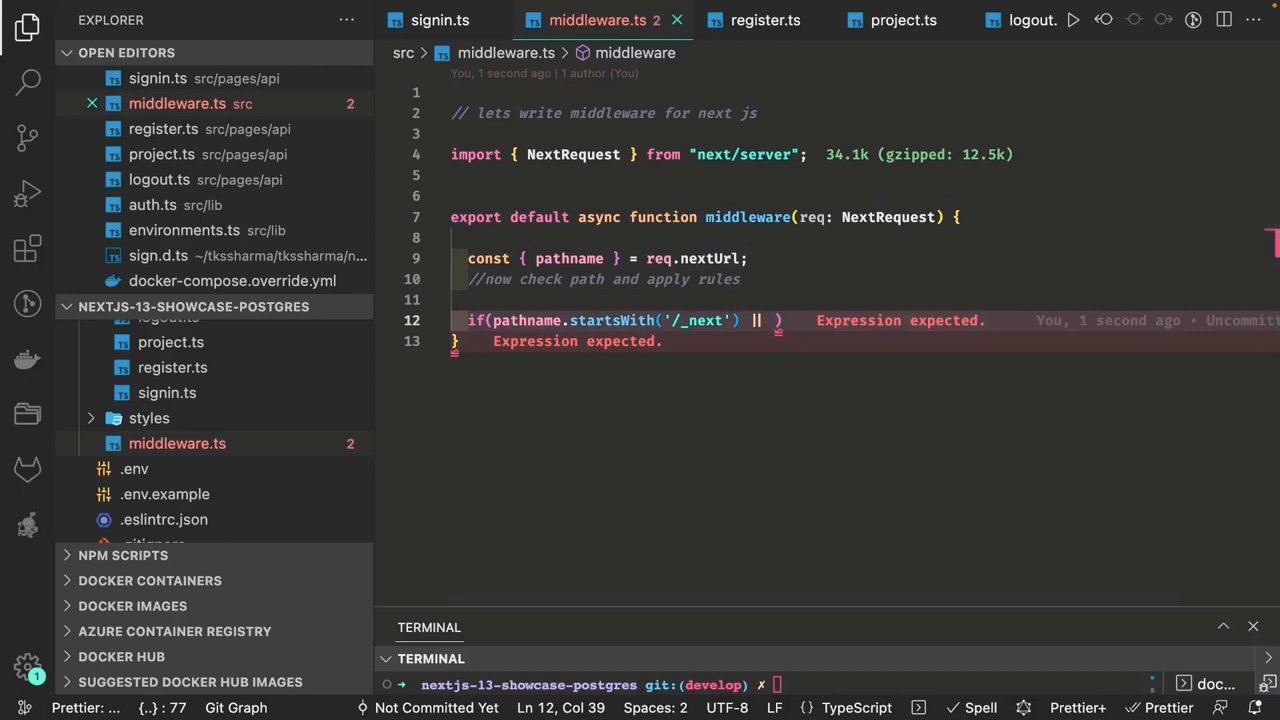 EXPLORER
OPEN EDITORS
signin.ts src/pages/api
middleware.ts src 2
register.ts src/pages/api
project.ts src/pages/api
logout.ts src/pages/api
auth.ts src/lib
environments.ts src/lib
sign.d.ts ~/tkssharma/tkssharma/n...
docker-compose.override.yml
NEXTJS-13-SHOWCASE-POSTGRES
logout.ts
project.ts
register.ts
signin.ts
styles
middleware.ts 2
.env
.env.example
.eslintrc.json
.gitignore
NPM SCRIPTS
DOCKER CONTAINERS
DOCKER IMAGES
AZURE CONTAINER REGISTRY
DOCKER HUB
SUGGESTED DOCKER HUB IMAGES
1
signin.ts middleware.ts 2 register.ts project.ts logout.
src > middleware.ts > middleware
You, 1 second ago | 1 author (You)
1
2 // lets write middleware for next js
3
4 import { NextRequest } from "next/server"; 34.1k (gzipped: 12.5k)
5
6
7 export default async function middleware(req: NextRequest) {
8
9 const { pathname } = req.nextUrl;
10 //now check path and apply rules
11
12 if(pathname.startsWith('/_next') || ) Expression expected. You, 1 second ago • Uncommitt
13 } Expression expected.
TERMINAL
TERMINAL
nextjs-13-showcase-postgres git:(develop) ✗
doc...
Prettier: ... {..} : 77 Git Graph Not Committed Yet Ln 12, Col 39 Spaces: 2 UTF-8 LF TypeScript Spell Prettier+ Prettier